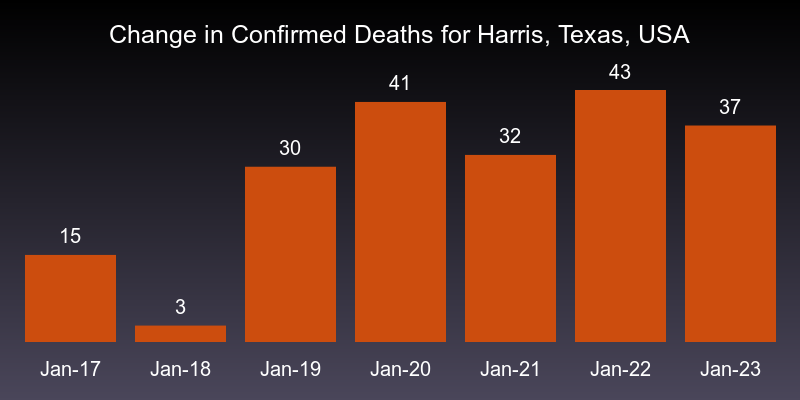 Change in Confirmed Deaths for Harris, Texas, USA
15
3
30
41
32
43
37
Jan-17
Jan-18
Jan-19
Jan-20
Jan-21
Jan-22
Jan-23